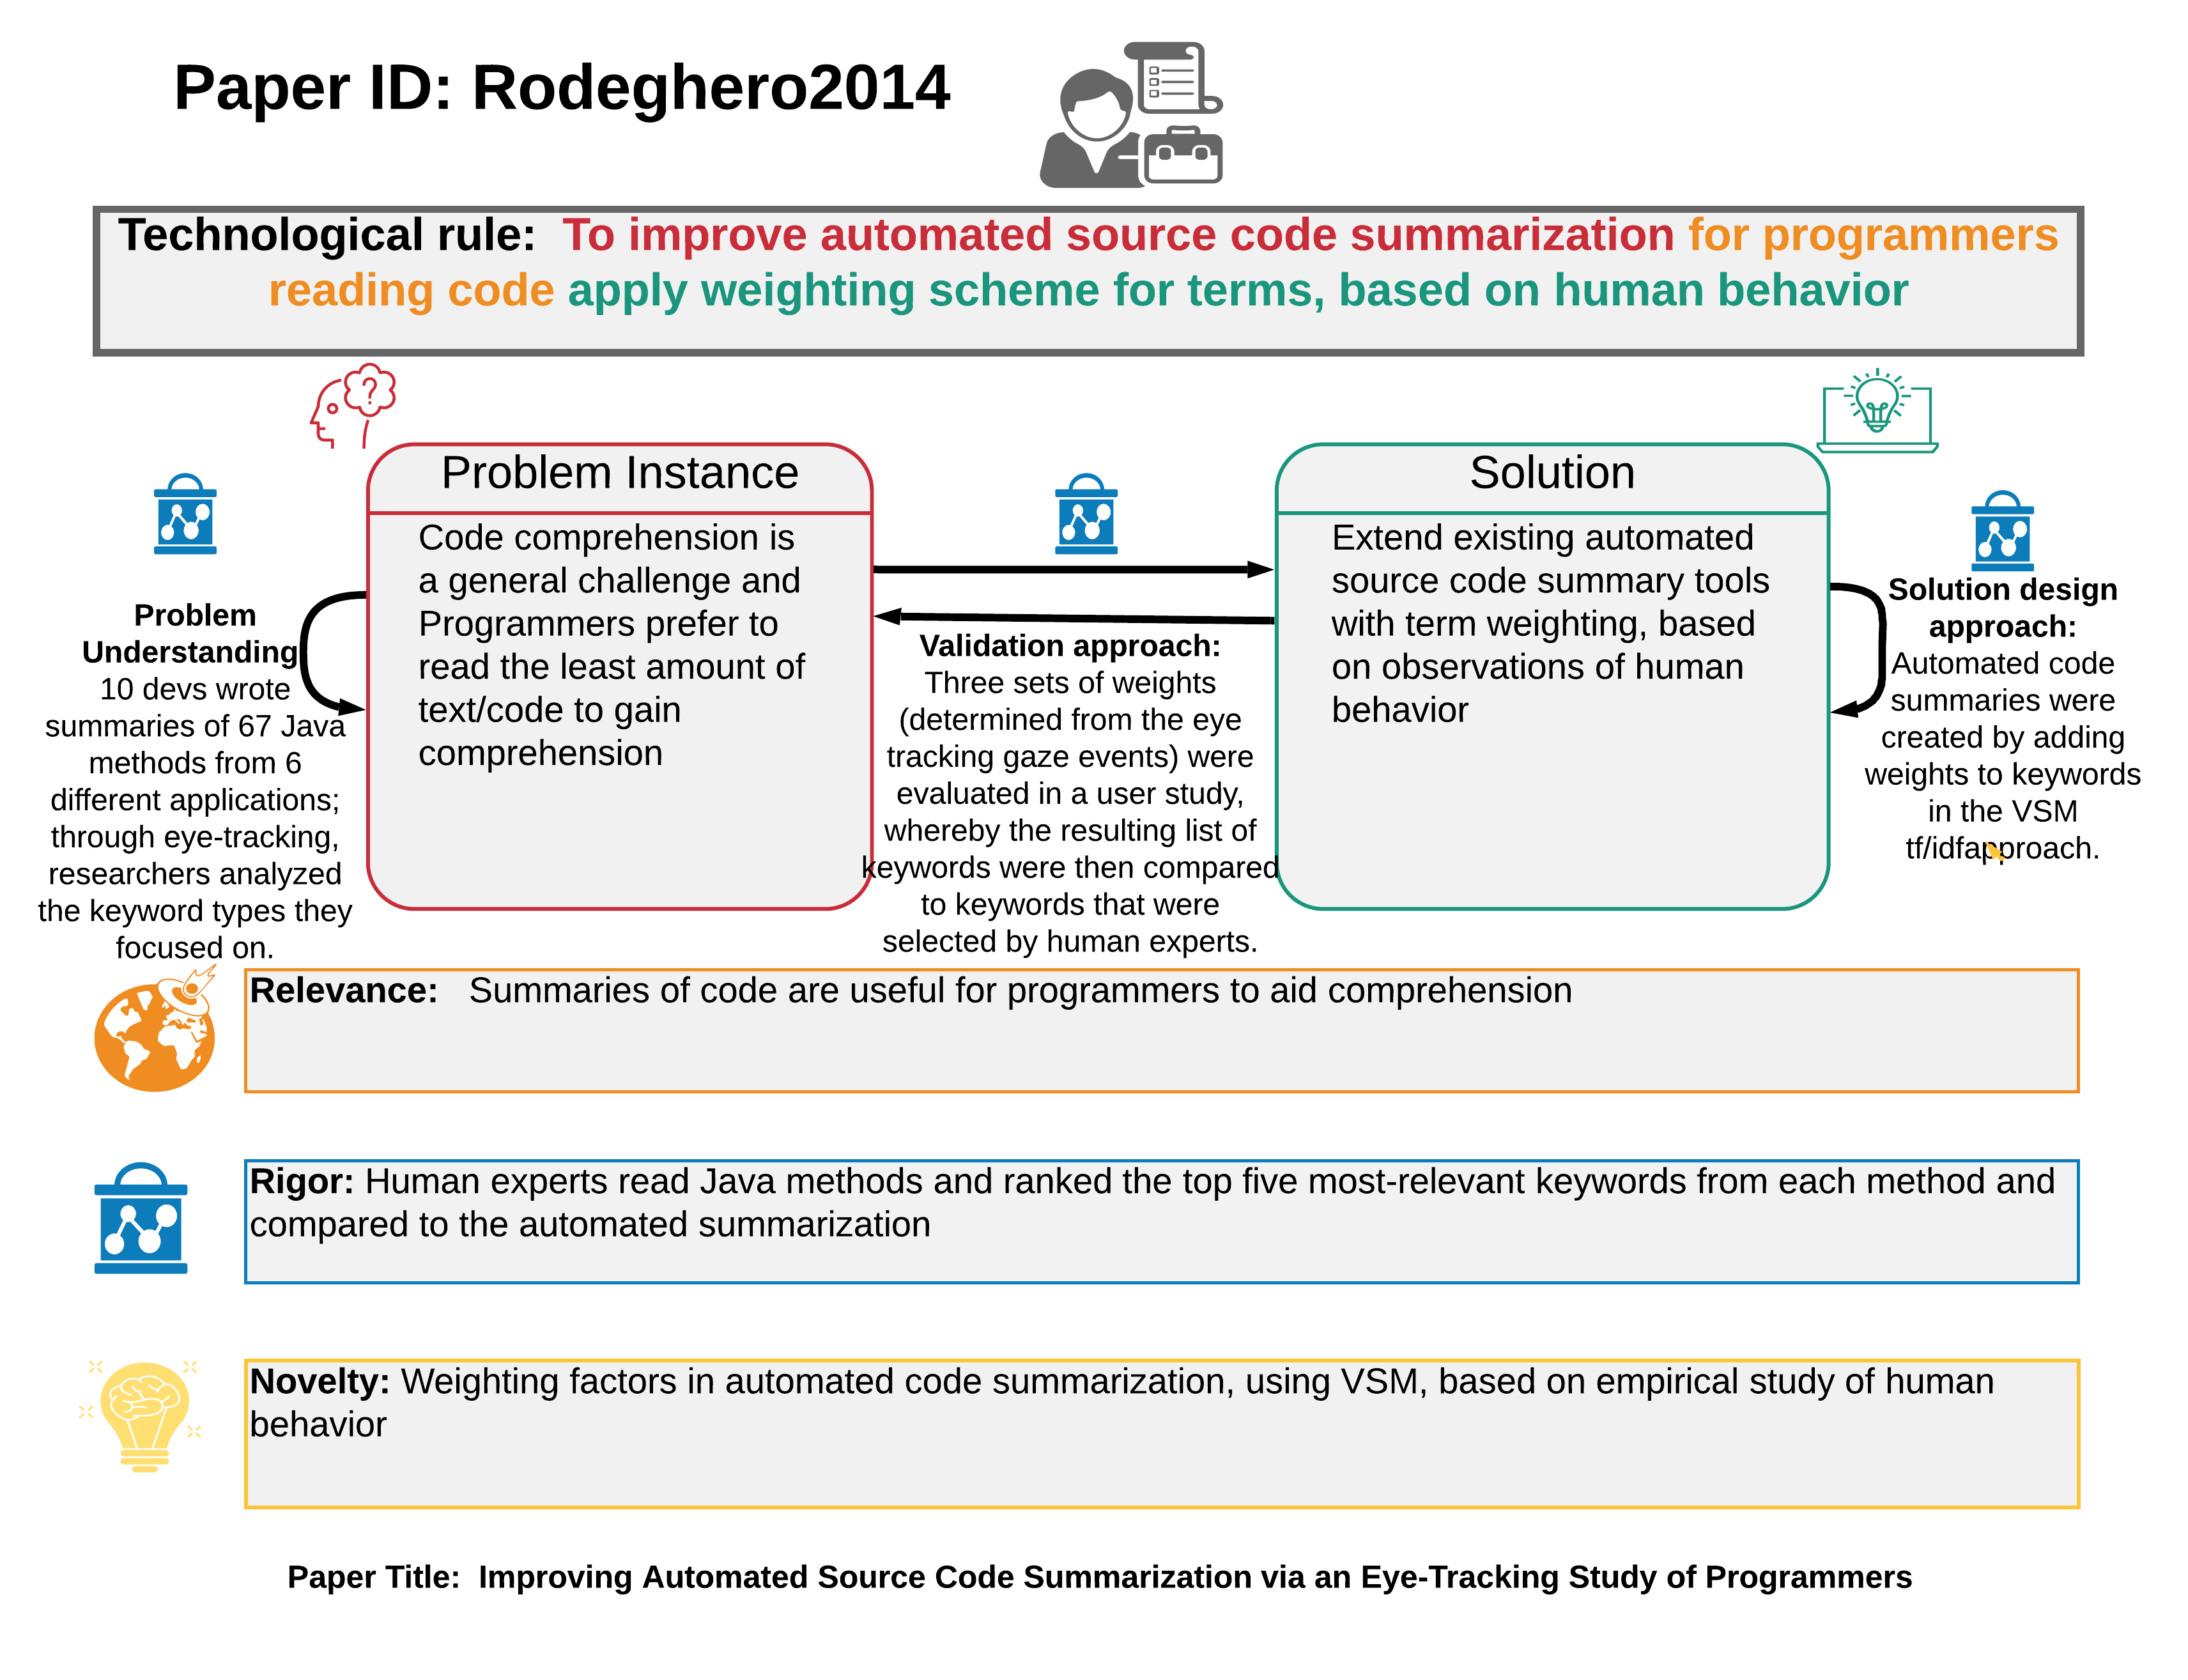 Paper ID: Rodeghero2014
Technological rule: To improve automated source code summarization for programmers
reading code apply weighting scheme for terms, based on human behavior
Problem
Understanding
10 devs wrote
summaries of 67 Java
methods from 6
different applications;
through eye-tracking,
researchers analyzed
the keyword types they
focused on.
Problem Instance
Code comprehension is
a general challenge and
Programmers prefer to
read the least amount of
text/code to gain
comprehension
Validation approach:
Three sets of weights
(determined from the eye
tracking gaze events) were
evaluated in a user study,
whereby the resulting list of
keywords were then compared
to keywords that were
selected by human experts.
Solution
Extend existing automated
source code summary tools
with term weighting, based
on observations of human
behavior
Solution design
approach:
Automated code
summaries were
created by adding
weights to keywords
in the VSM
tf/idfapproach.
Relevance: Summaries of code are useful for programmers to aid comprehension
Rigor: Human experts read Java methods and ranked the top five most-relevant keywords from each method and
compared to the automated summarization
Novelty: Weighting factors in automated code summarization, using VSM, based on empirical study of human
behavior
Paper Title: Improving Automated Source Code Summarization via an Eye-Tracking Study of Programmers